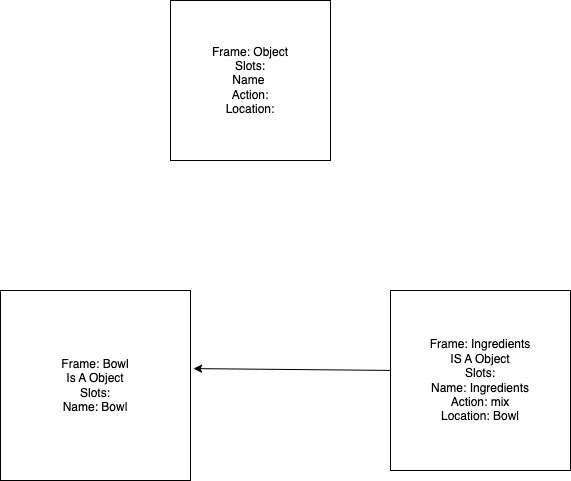 Frame: Object
Slots:
Name
Action:
Location:
Frame: Bowl
Is A Object
Slots:
Name: Bowl
Frame: Ingredients
IS A Object
Slots:
Name: Ingredients
Action: mix
Location: Bowl